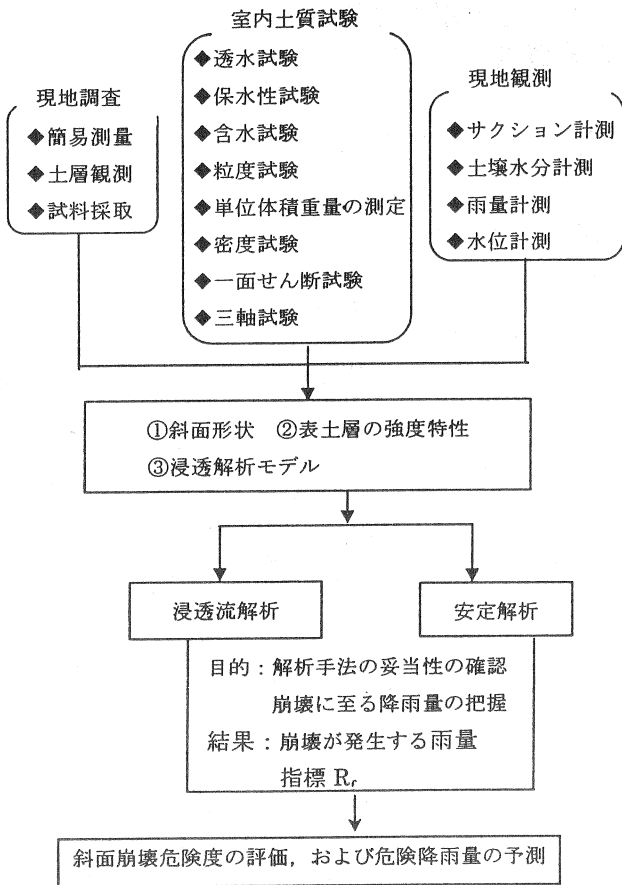 現地調査
◆簡易測量
◆土層観測
◆試料採取
室内土質試験
◆透水試験
◆保水性試験
◆含水試験
◆粒度試験
◆単位体積重量の測定
◆密度試験
◆一面せん断試験
◆三軸試験
現地観測
◆サクション計測
◆土壌水分計測
◆雨量計測
◆水位計測
①斜面形状 ②表土層の強度特性
③浸透解析モデル
浸透流解析
安定解析
目的：解析手法の妥当性の確認
崩壊に至る降雨量の把握
結果：崩壊が発生する雨量
指標 Rr
斜面崩壊危険度の評価，および危険降雨量の予測